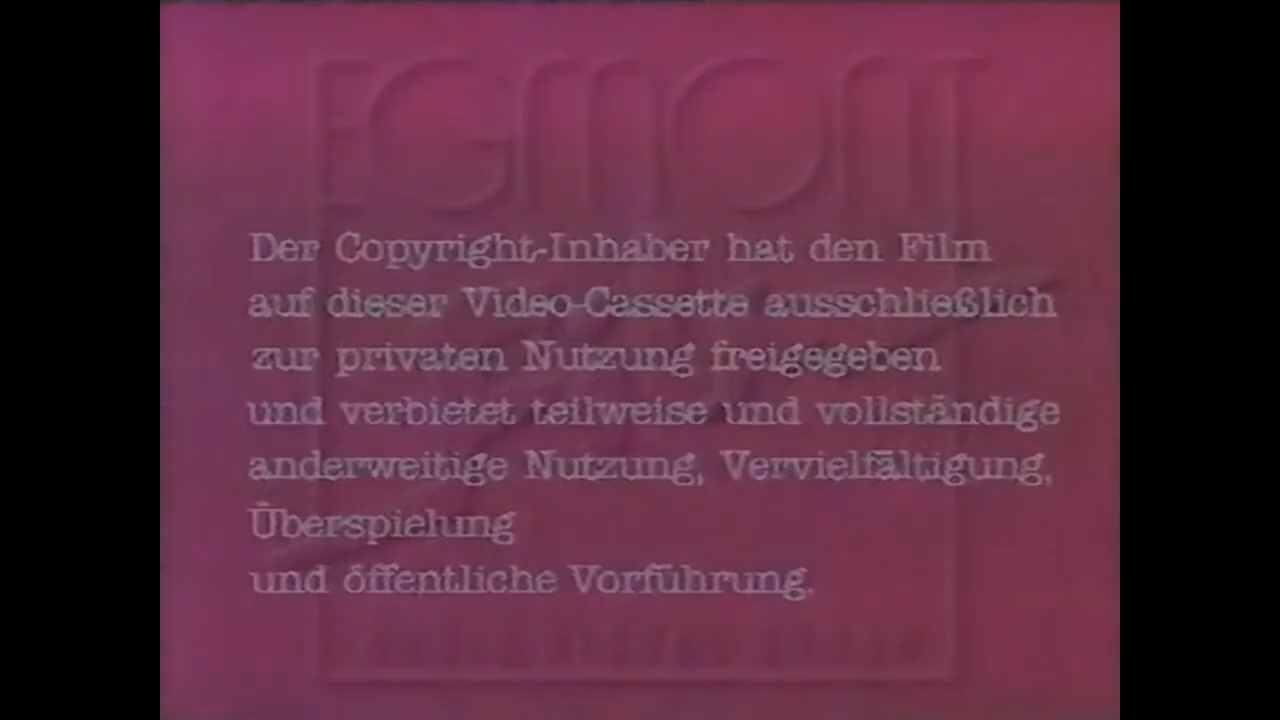 EGMONT
Der Copyright-Inhaber hat den Film
auf dieser Video-Cassette ausschließlich
zur privaten Nutzung freigegeben
und verbietet teilweise und vollständige
anderweitige Nutzung, Vervielfältigung,
Überspielung
und öffentliche Vorführung.